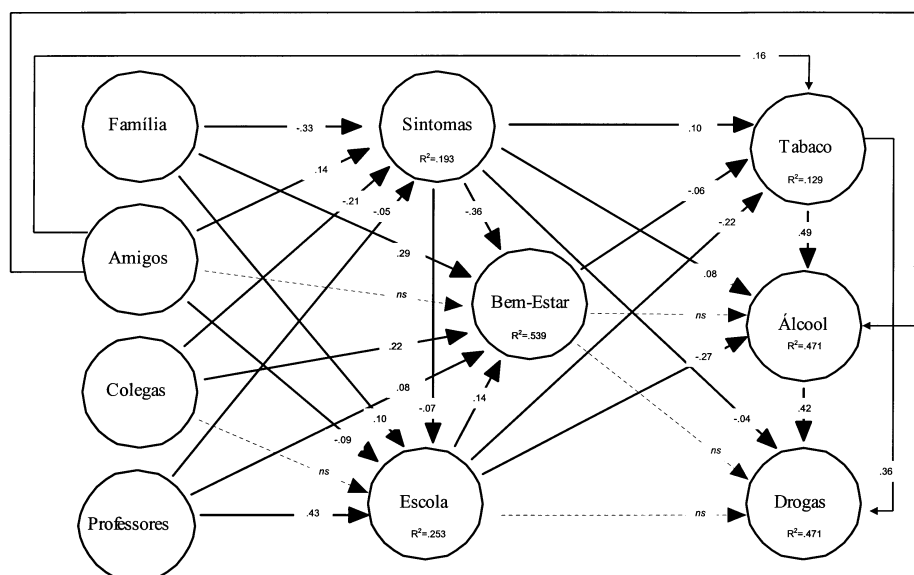 .16
Família
-.33
Sintomas
R²=.193
.10
Tabaco
R²=.129
.14
-.21
-.05
-.36
-.06
-.22
.49
Amigos
.29
ns
Bem-Estar
R²=.539
.08
ns
Álcool
R²=.471
.22
-.27
Colegas
.08
-.07
.14
-.04
.42
.10
-.09
ns
ns
.36
Professores
.43
Escola
R²=.253
ns
Drogas
R²=.471